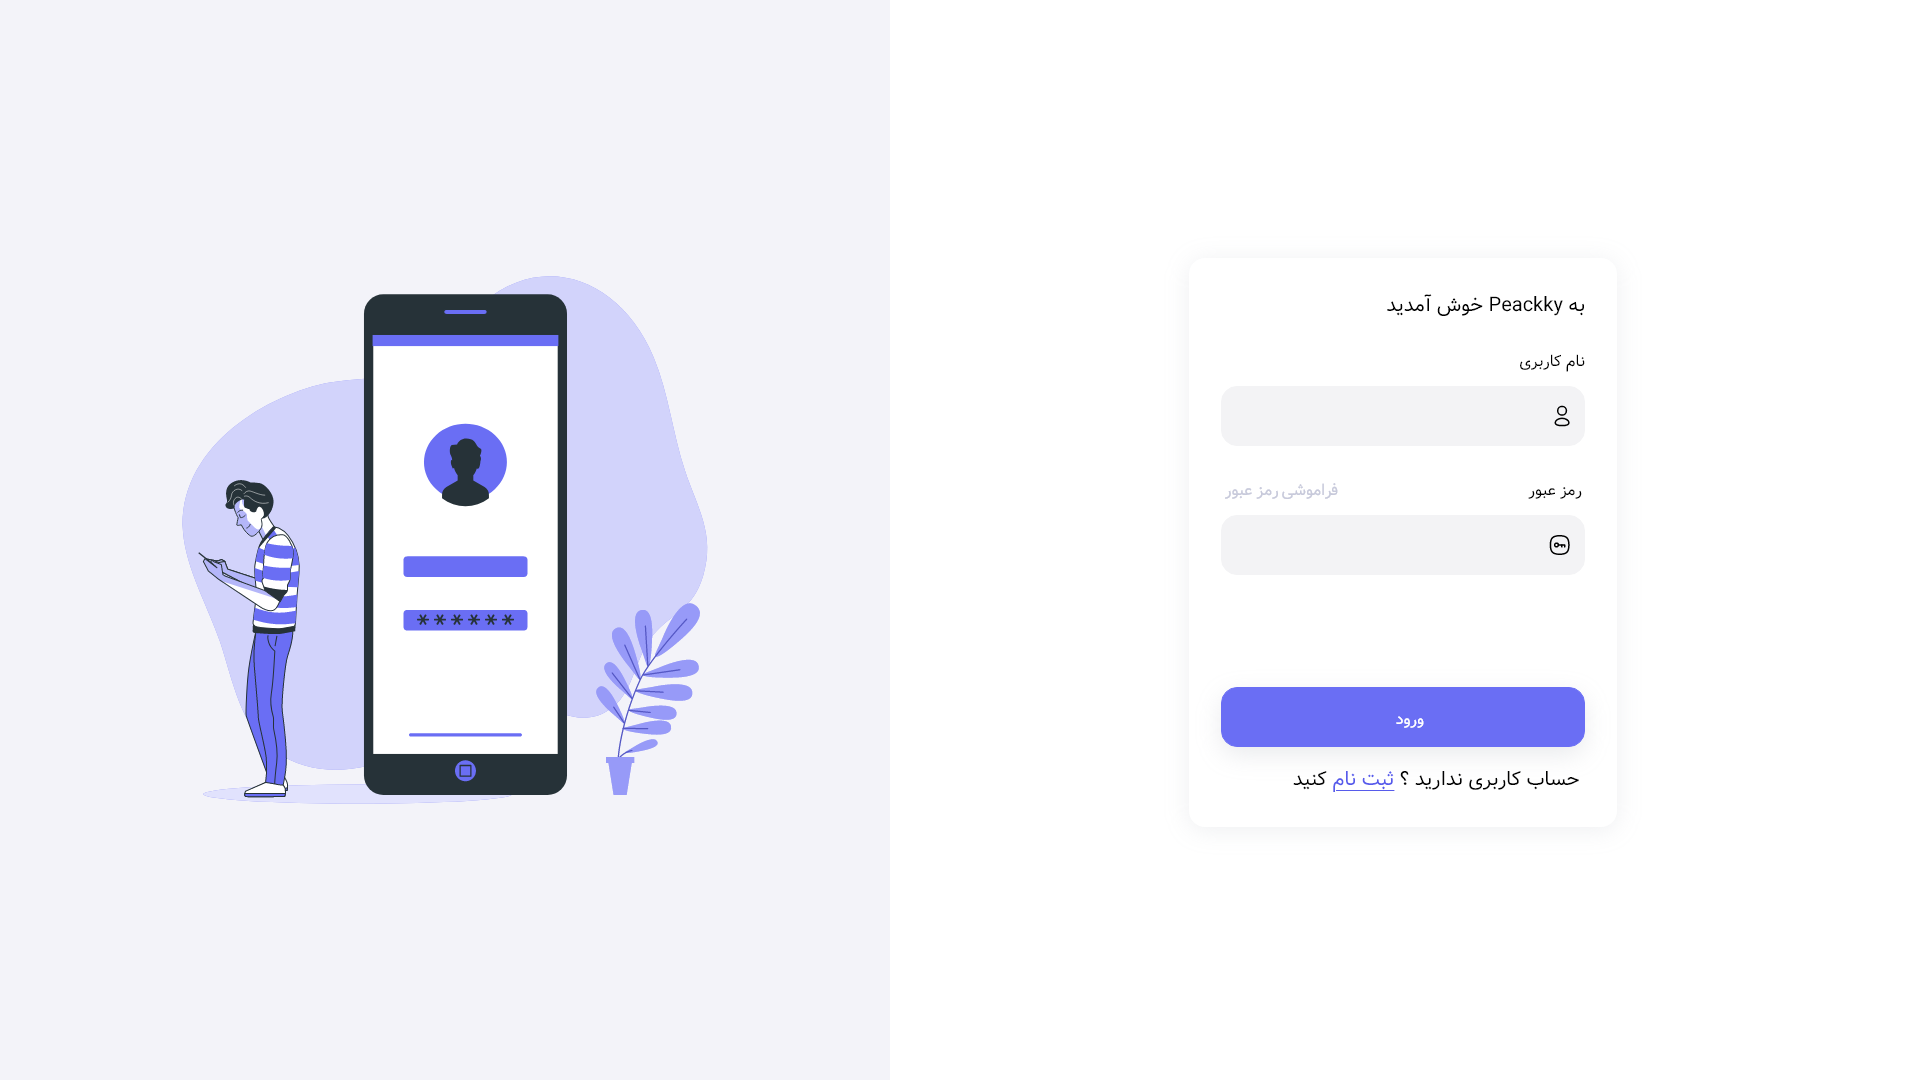 به Peackky خوش آمدید
نام کاربری
رمز عبور
فراموشی رمز عبور
ورود
حساب کاربری ندارید ؟ ثبت نام کنید
******